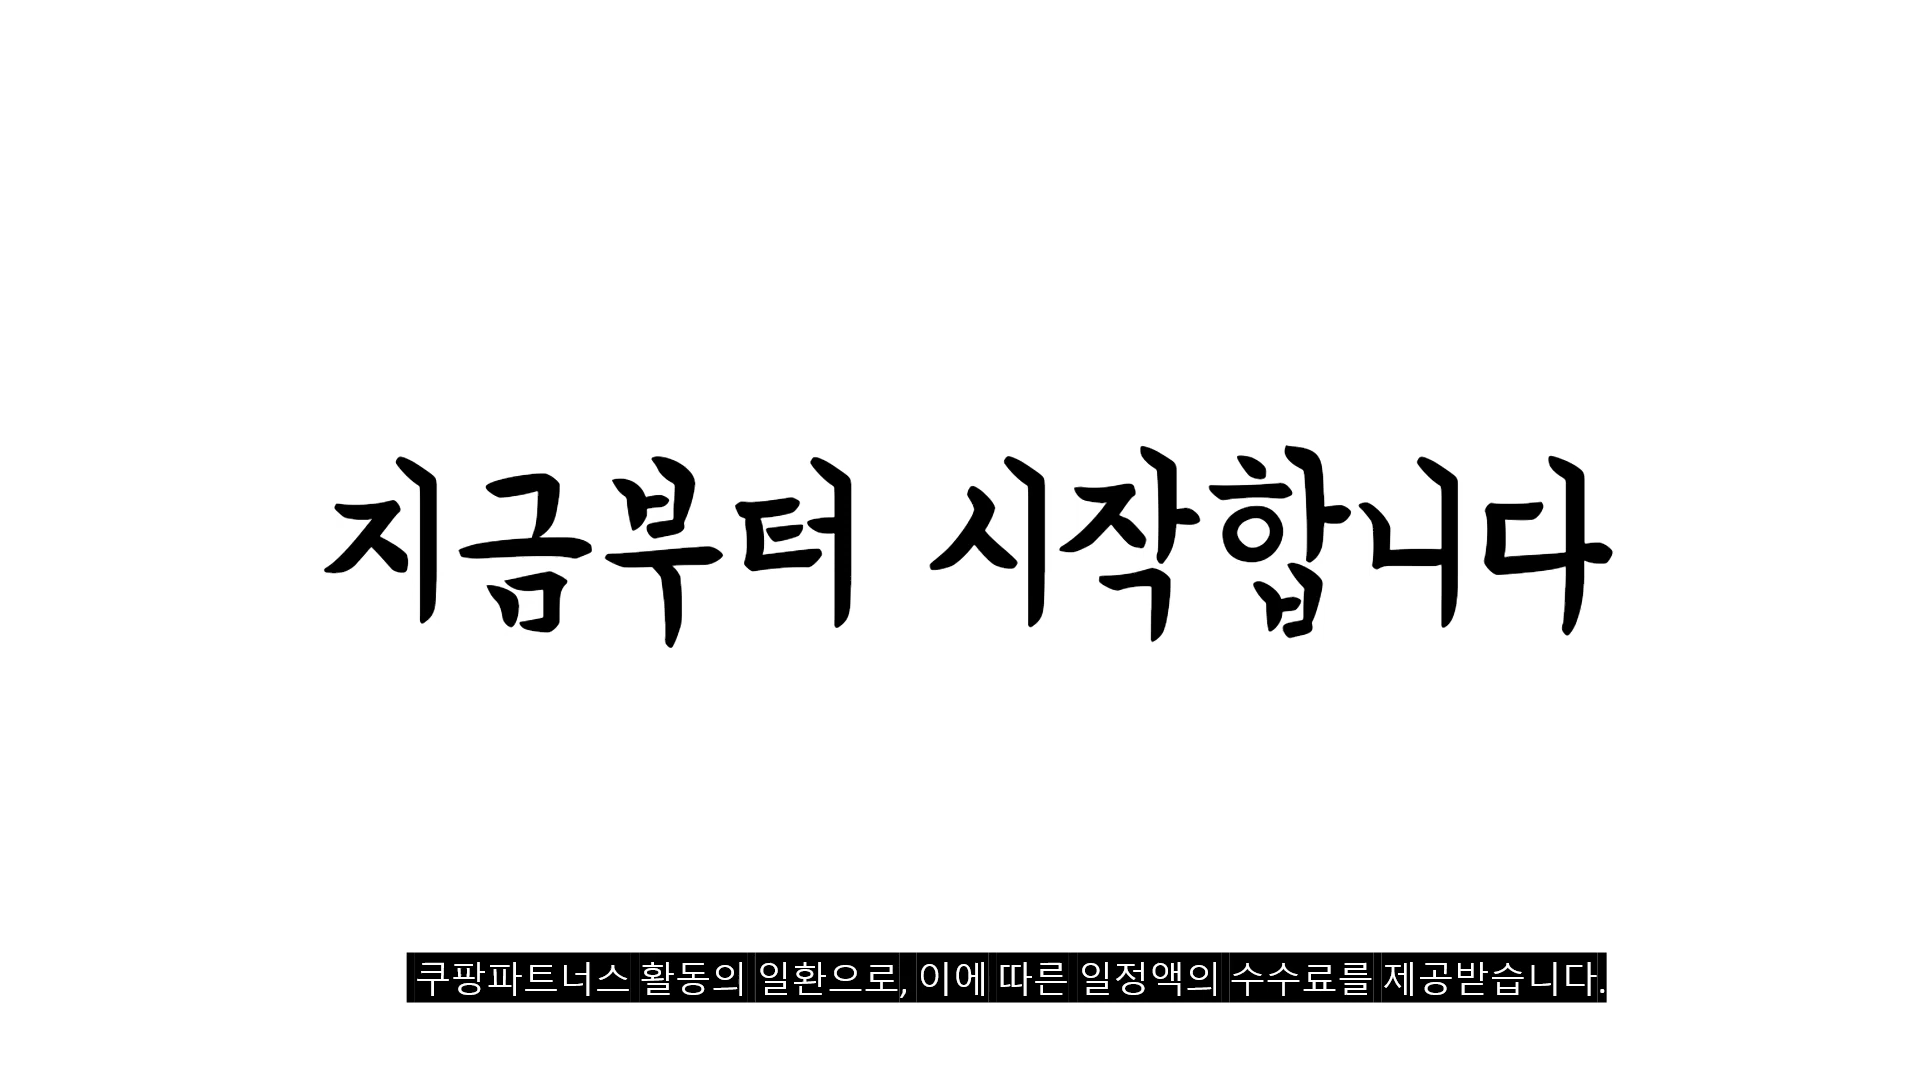 지금부터 시작합니다
쿠팡파트너스 활동의 일환으로, 이에 따른 일정액의 수수료를 제공받습니다.